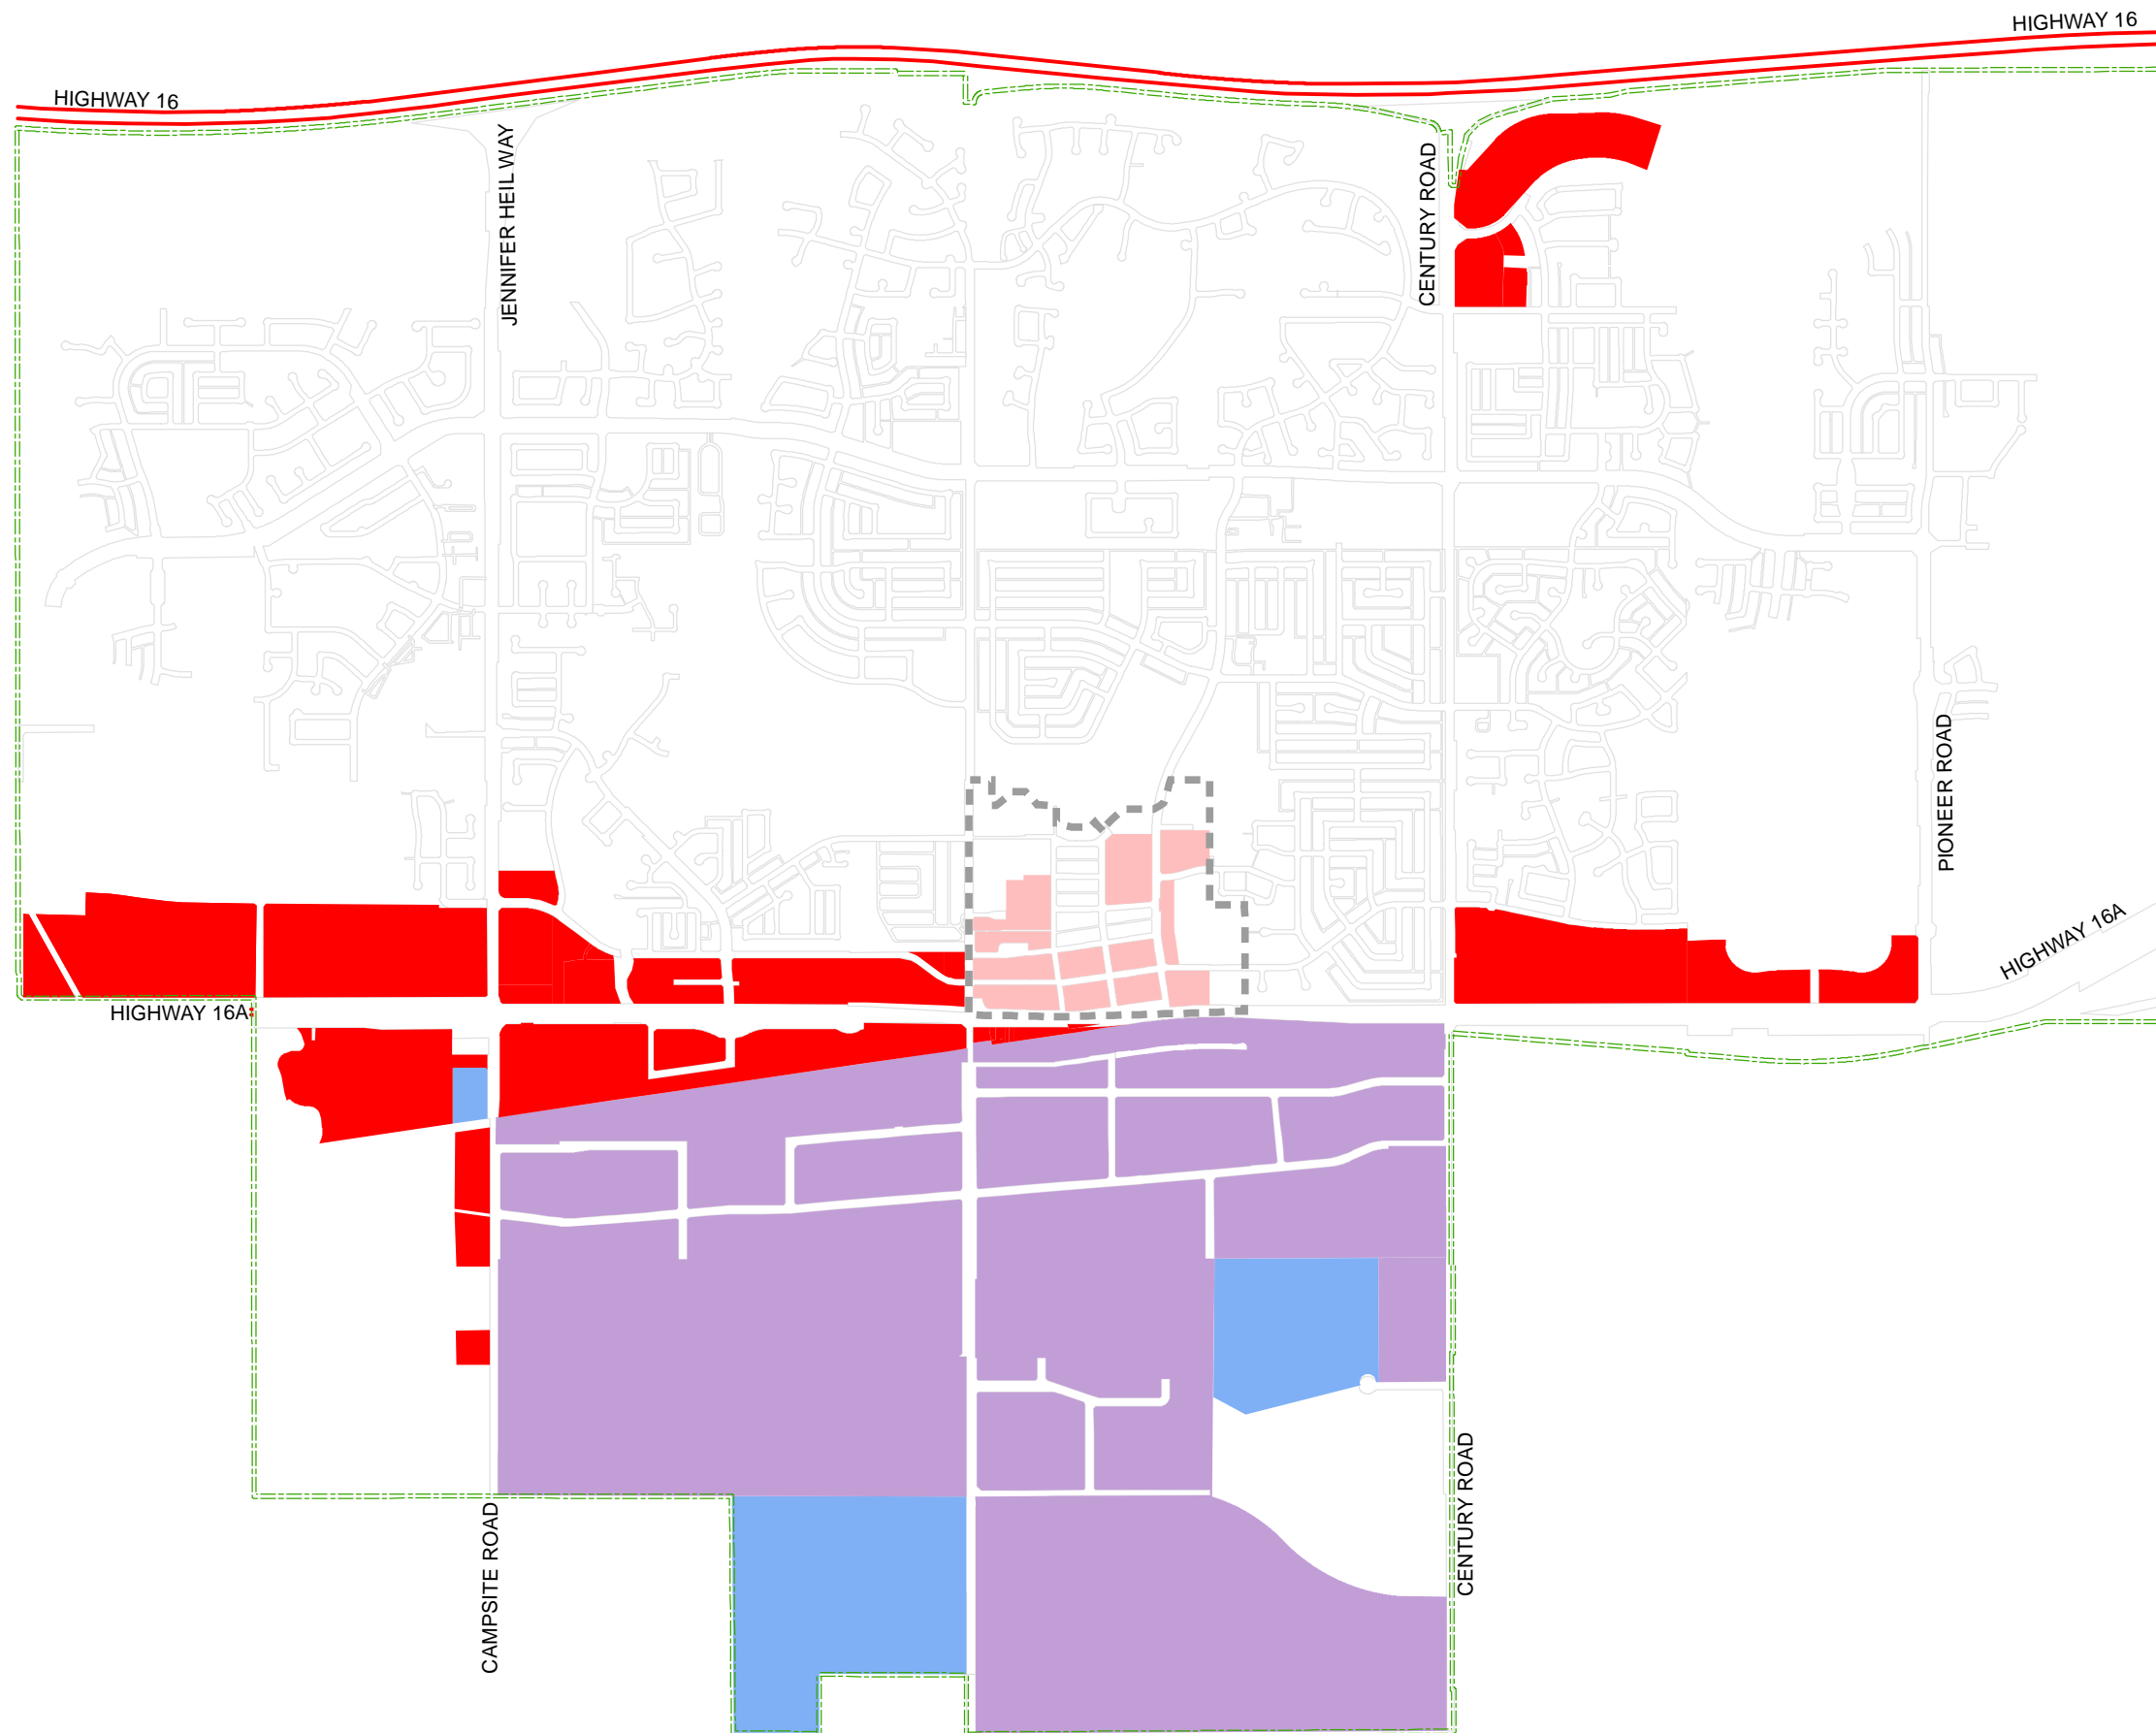 HIGHWAY 16
HIGHWAY 16
JENNIFER HEIL WAY
CENTURY ROAD
PIONEER ROAD
HIGHWAY 16A
HIGHWAY 16A
CAMPSITE ROAD
CENTURY ROAD